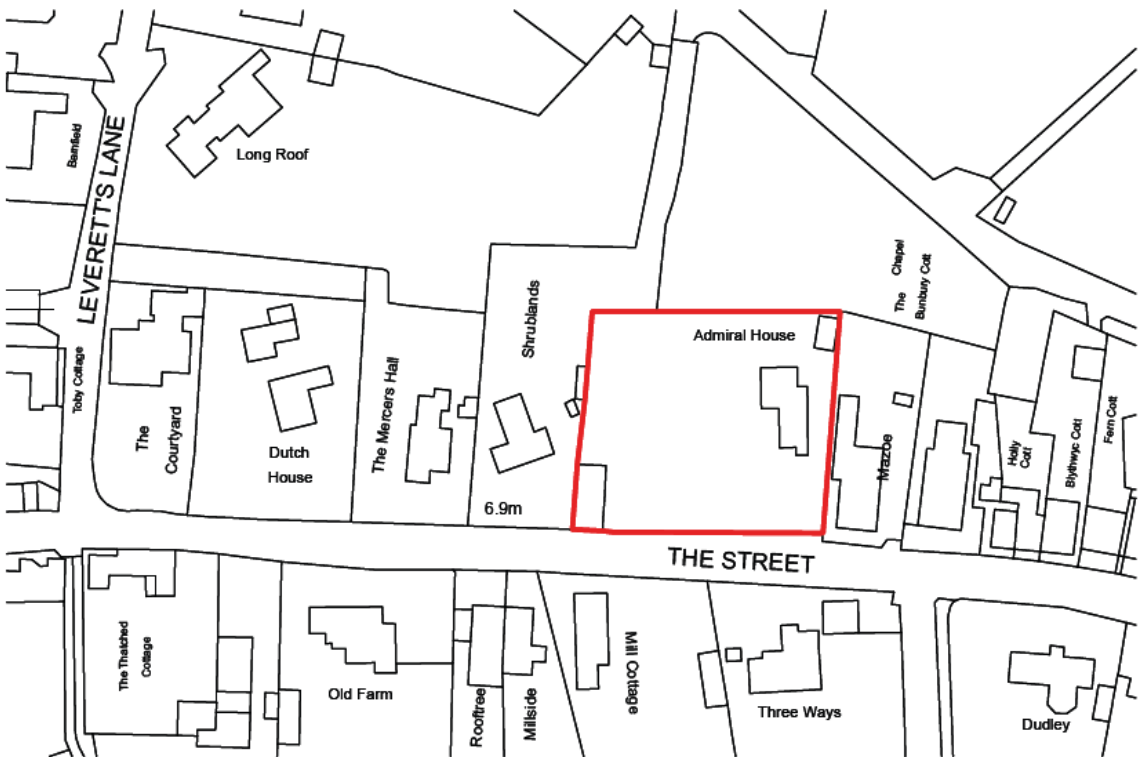 Barnfield
LEVERETT'S LANE
Long Roof
Toby Cottage
The
Courtyard
Dutch
House
The Mercers Hall
Shrublands
6.9m
Admiral House
The Chapel
Bunbury Cott
Mazoe
Holly
Cott
Blythwyc Cott
Fern Cott
THE STREET
The Thatched
Cottage
Old Farm
Rooftree
Millside
Mill Cottage
Three Ways
Dudley